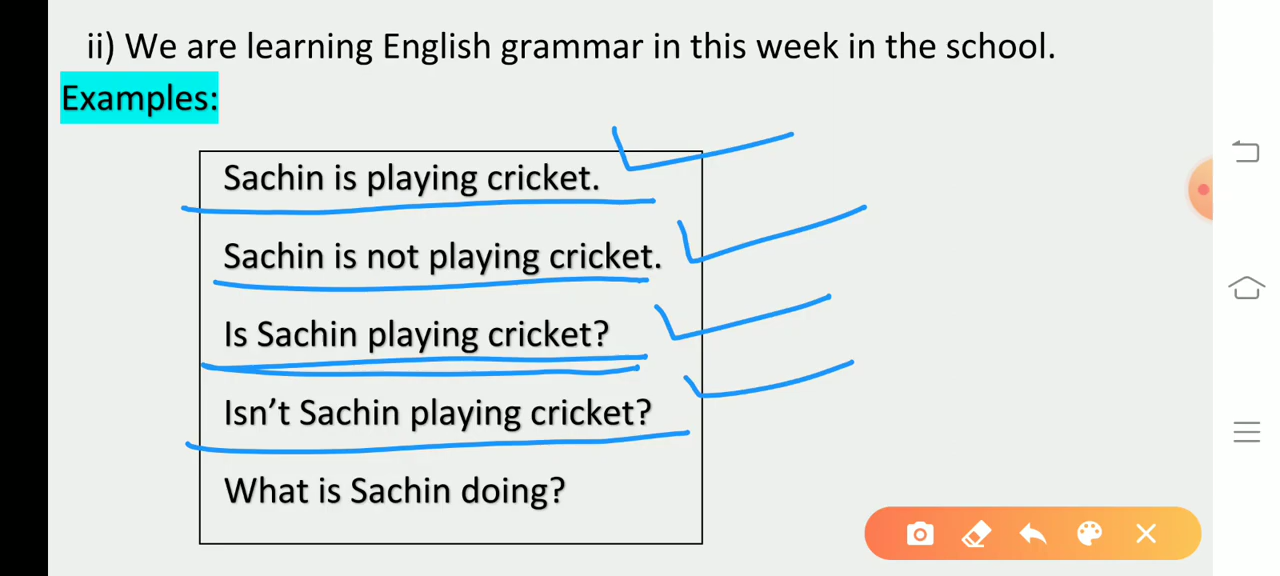 ii) We are learning English grammar in this week in the school.
Examples:
Sachin is playing cricket.
Sachin is not playing cricket.
Is Sachin playing cricket?
Isn’t Sachin playing cricket?
What is Sachin doing?